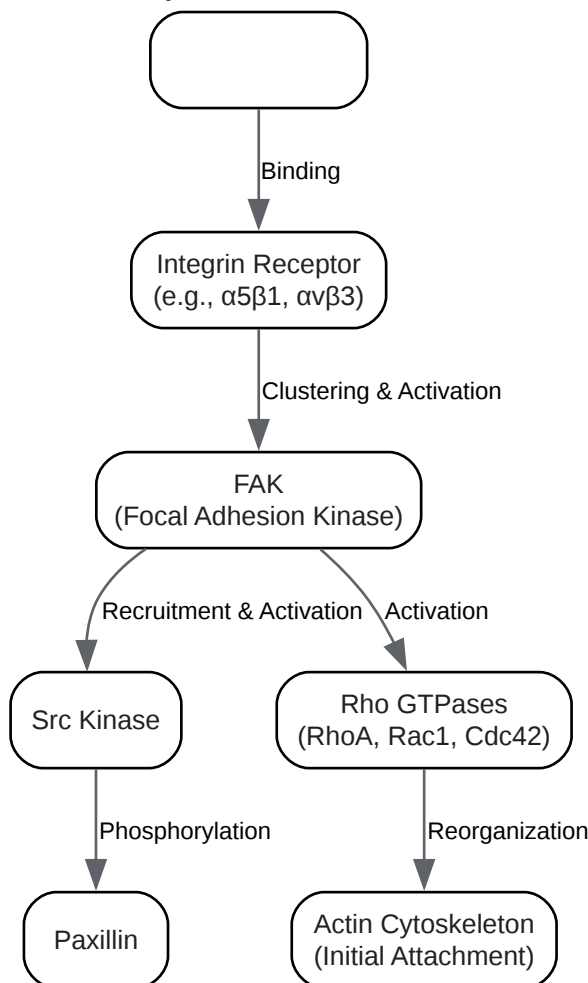 Binding
Integrin Receptor
(e.g., α5β1, αvβ3)
Clustering & Activation
FAK
(Focal Adhesion Kinase)
Recruitment & Activation
Activation
Src Kinase
Rho GTPases
(RhoA, Rac1, Cdc42)
Phosphorylation
Reorganization
Paxillin
Actin Cytoskeleton
(Initial Attachment)